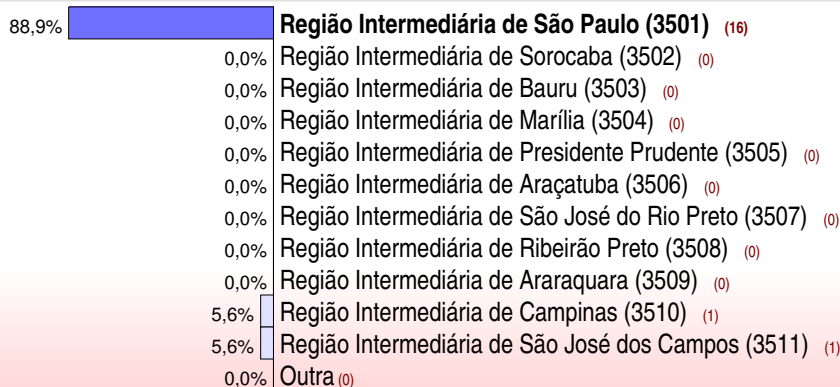 88,9% Região Intermediária de São Paulo (3501) (16)
0,0% Região Intermediária de Sorocaba (3502) (0)
0,0% Região Intermediária de Bauru (3503) (0)
0,0% Região Intermediária de Marília (3504) (0)
0,0% Região Intermediária de Presidente Prudente (3505) (0)
0,0% Região Intermediária de Araçatuba (3506) (0)
0,0% Região Intermediária de São José do Rio Preto (3507) (0)
0,0% Região Intermediária de Ribeirão Preto (3508) (0)
0,0% Região Intermediária de Araraquara (3509) (0)
5,6% Região Intermediária de Campinas (3510) (1)
5,6% Região Intermediária de São José dos Campos (3511) (1)
0,0% Outra (0)